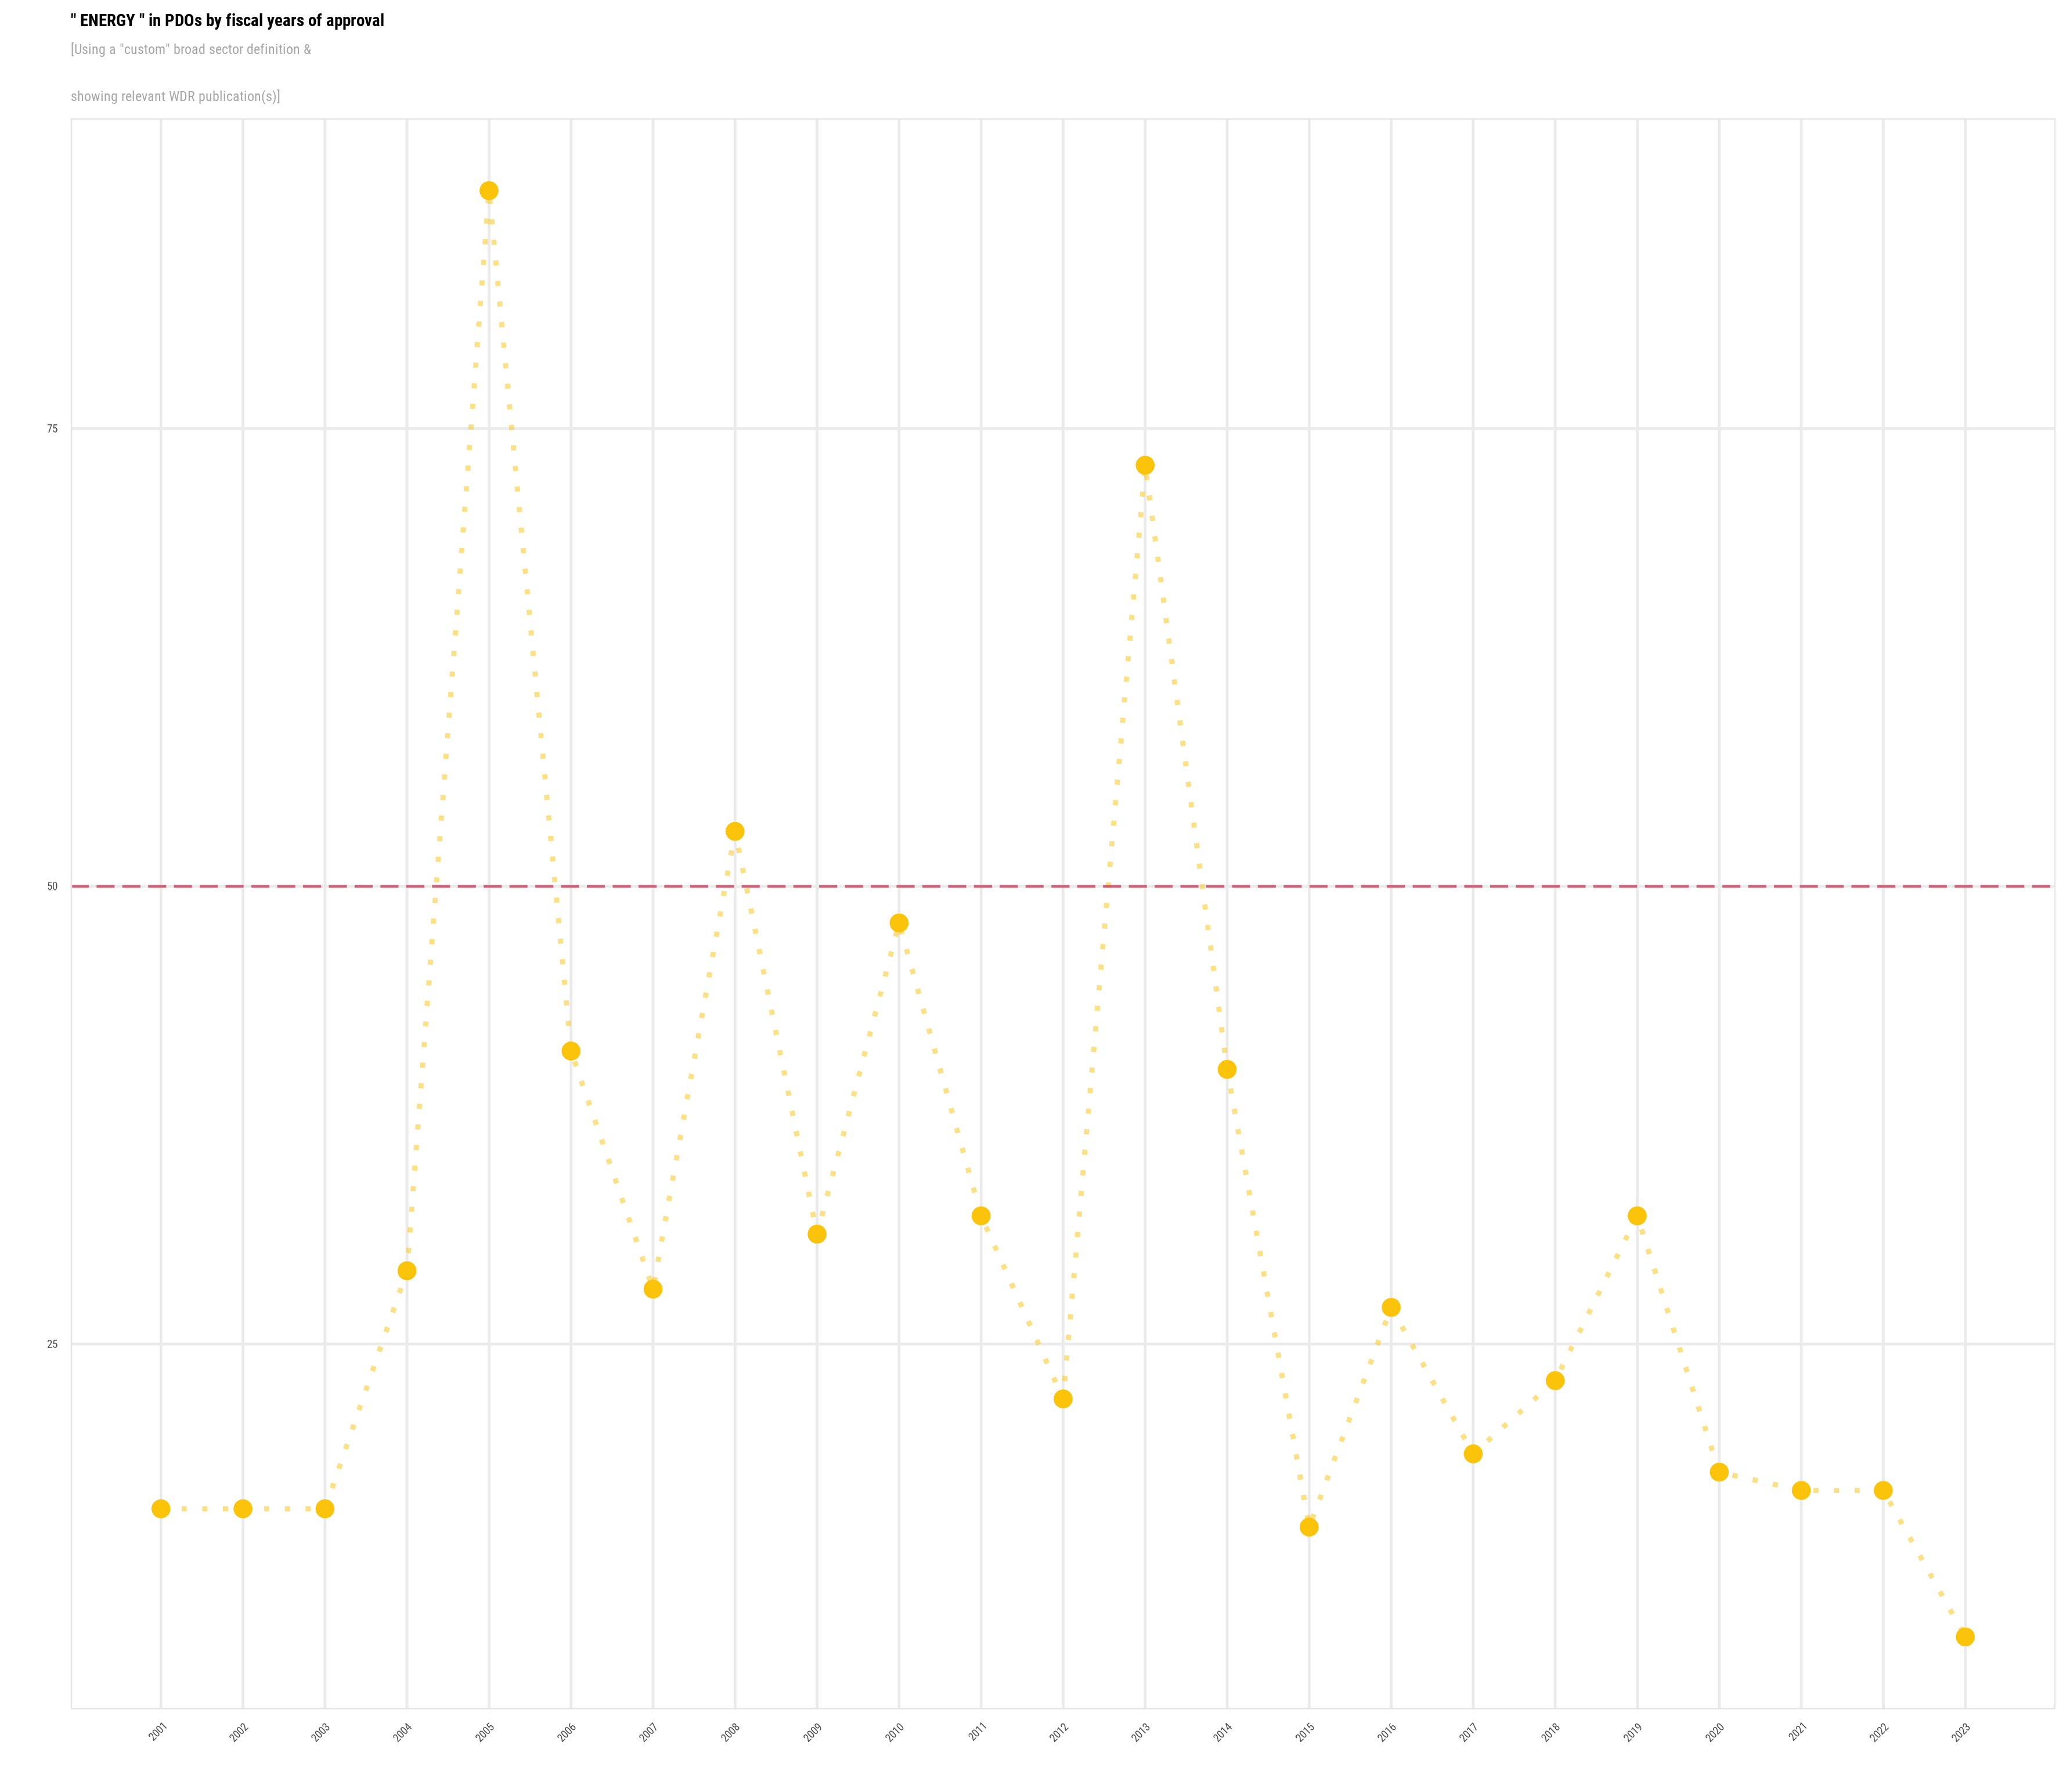 " ENERGY " in PDOs by fiscal years of approval
[Using a "custom" broad sector definition &
showing relevant WDR publication(s)]
75
50
25
2001 2002 2003 2004 2005 2006 2007 2008 2009 2010 2011 2012 2013 2014 2015 2016 2017 2018 2019 2020 2021 2022 2023